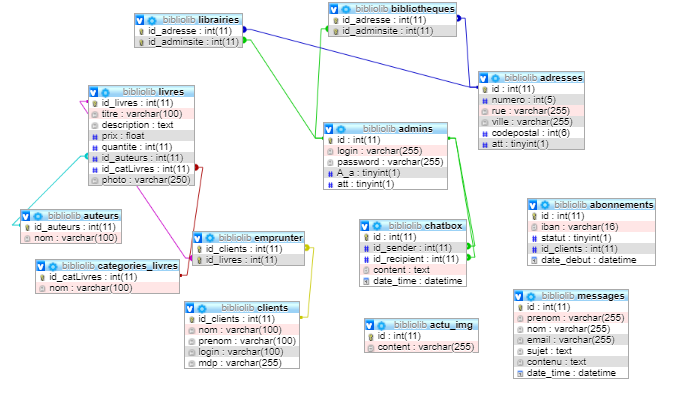 bibliolib librairies
id_adresse : int(11)
id_adminsite : int(11)
bibliolib bibliotheques
id_adresse : int(11)
id_adminsite : int(11)
bibliolib adresses
id : int(11)
numero : int(5)
rue : varchar(255)
ville : varchar(255)
codepostal : int(6)
att : tinyint(1)
bibliolib livres
id_livres : int(11)
titre : varchar(100)
description : text
prix : float
quantite : int(11)
id_auteurs : int(11)
id_catLivres : int(11)
photo : varchar(250)
bibliolib admins
id : int(11)
login : varchar(255)
password : varchar(255)
A_a : tinyint(1)
att : tinyint(1)
bibliolib auteurs
id_auteurs : int(11)
nom : varchar(100)
bibliolib emprunter
id_clients : int(11)
id_livres : int(11)
bibliolib chatbox
id : int(11)
id_sender : int(11)
id_recipient : int(11)
content : text
date_time : datetime
bibliolib abonnements
id : int(11)
iban : varchar(16)
statut : tinyint(1)
id_clients : int(11)
date_debut : datetime
bibliolib categories_livres
id_catLivres : int(11)
nom : varchar(100)
bibliolib clients
id_clients : int(11)
nom : varchar(100)
prenom : varchar(100)
login : varchar(100)
mdp : varchar(255)
bibliolib actu_img
id : int(11)
content : varchar(255)
bibliolib messages
id : int(11)
prenom : varchar(255)
nom : varchar(255)
email : varchar(255)
sujet : text
contenu : text
date_time : datetime